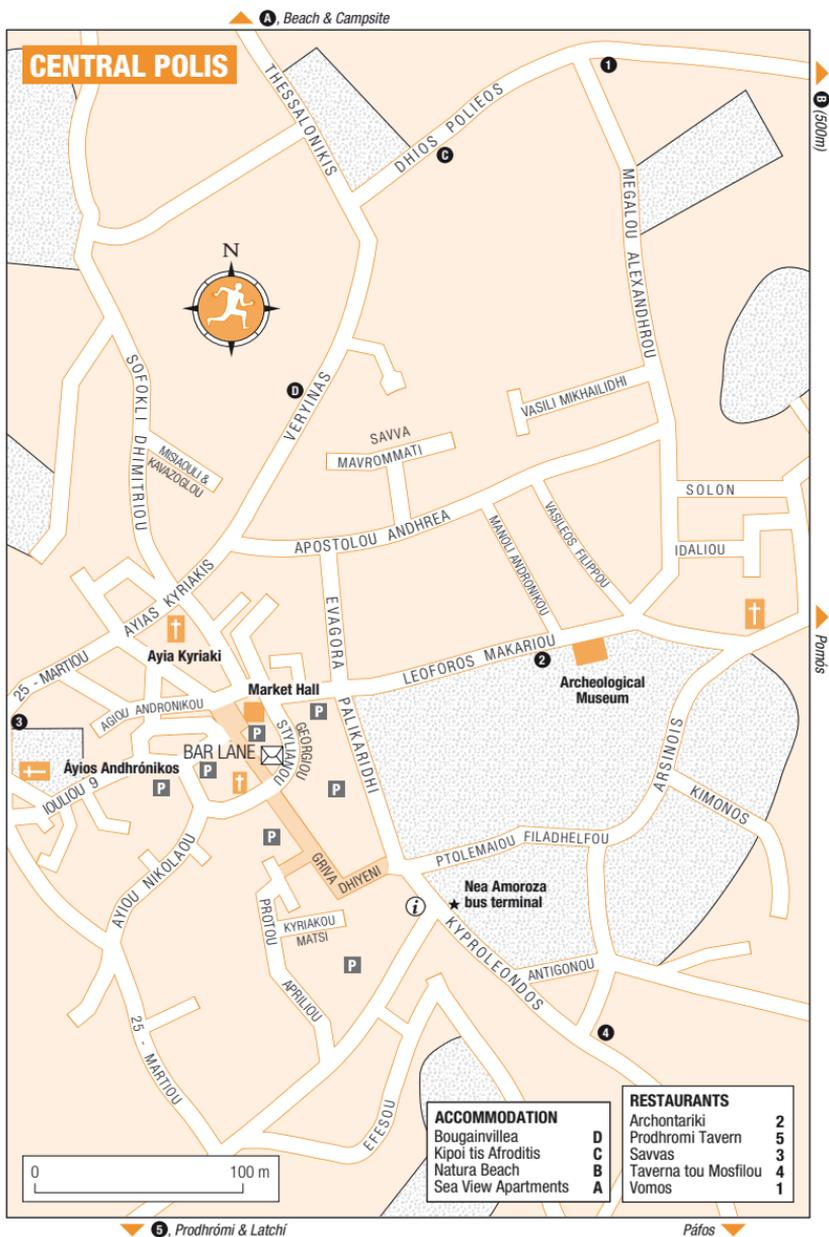 A, Beach & Campsite
CENTRAL POLIS
THESSALONIKIS
DHIOS POLIEOS
1
B (500m)
C
MEGALOU ALEXANDHROU
N
SOFOKLI DHIMITRIOU
D
VERYINAS
VASILI MIKHAILIDHI
SAVVA
MAVROMMATI
MISIAOULI &
KAVAZOGLOU
SOLON
APOSTOLOU ANDHREA
MANOLI ANDRONIKOU
VASILEOS FILIPPOU
IDALIOU
AYIAS KYRIAKIS
EVAGORA
Pomós
25 - MARTIOU
Ayia Kyriaki
LEOFOROS MAKARIOU
2
Archeological
Museum
Market Hall
AGIOU ANDRONIKOU
PALIKARIDHI
P
3
P
STYLIANOU
GEORGIOU
BAR LANE
ARSINOIS
Áyios Andhrónikos
P
P
P
IOULIOU 9
KIMONOS
P
PTOLEMAIOU FILADHELFOU
AYIOU NIKOLAOU
GRIVA
DHIYENI
Nea Amoroza
bus terminal
i
PROTOU
APRILIOU
KYRIAKOU
MATSI
KYPROLEONDOS
P
ANTIGONOU
25 - MARTIOU
4
EFESOU
ACCOMMODATION
Bougainvillea D
Kipoi tis Afroditis C
Natura Beach B
Sea View Apartments A
RESTAURANTS
Archontariki 2
Prodhromi Tavern 5
Savvas 3
Taverna tou Mosfilou 4
Vomos 1
0 100 m
5, Prodhrómi & Latchí
Páfos